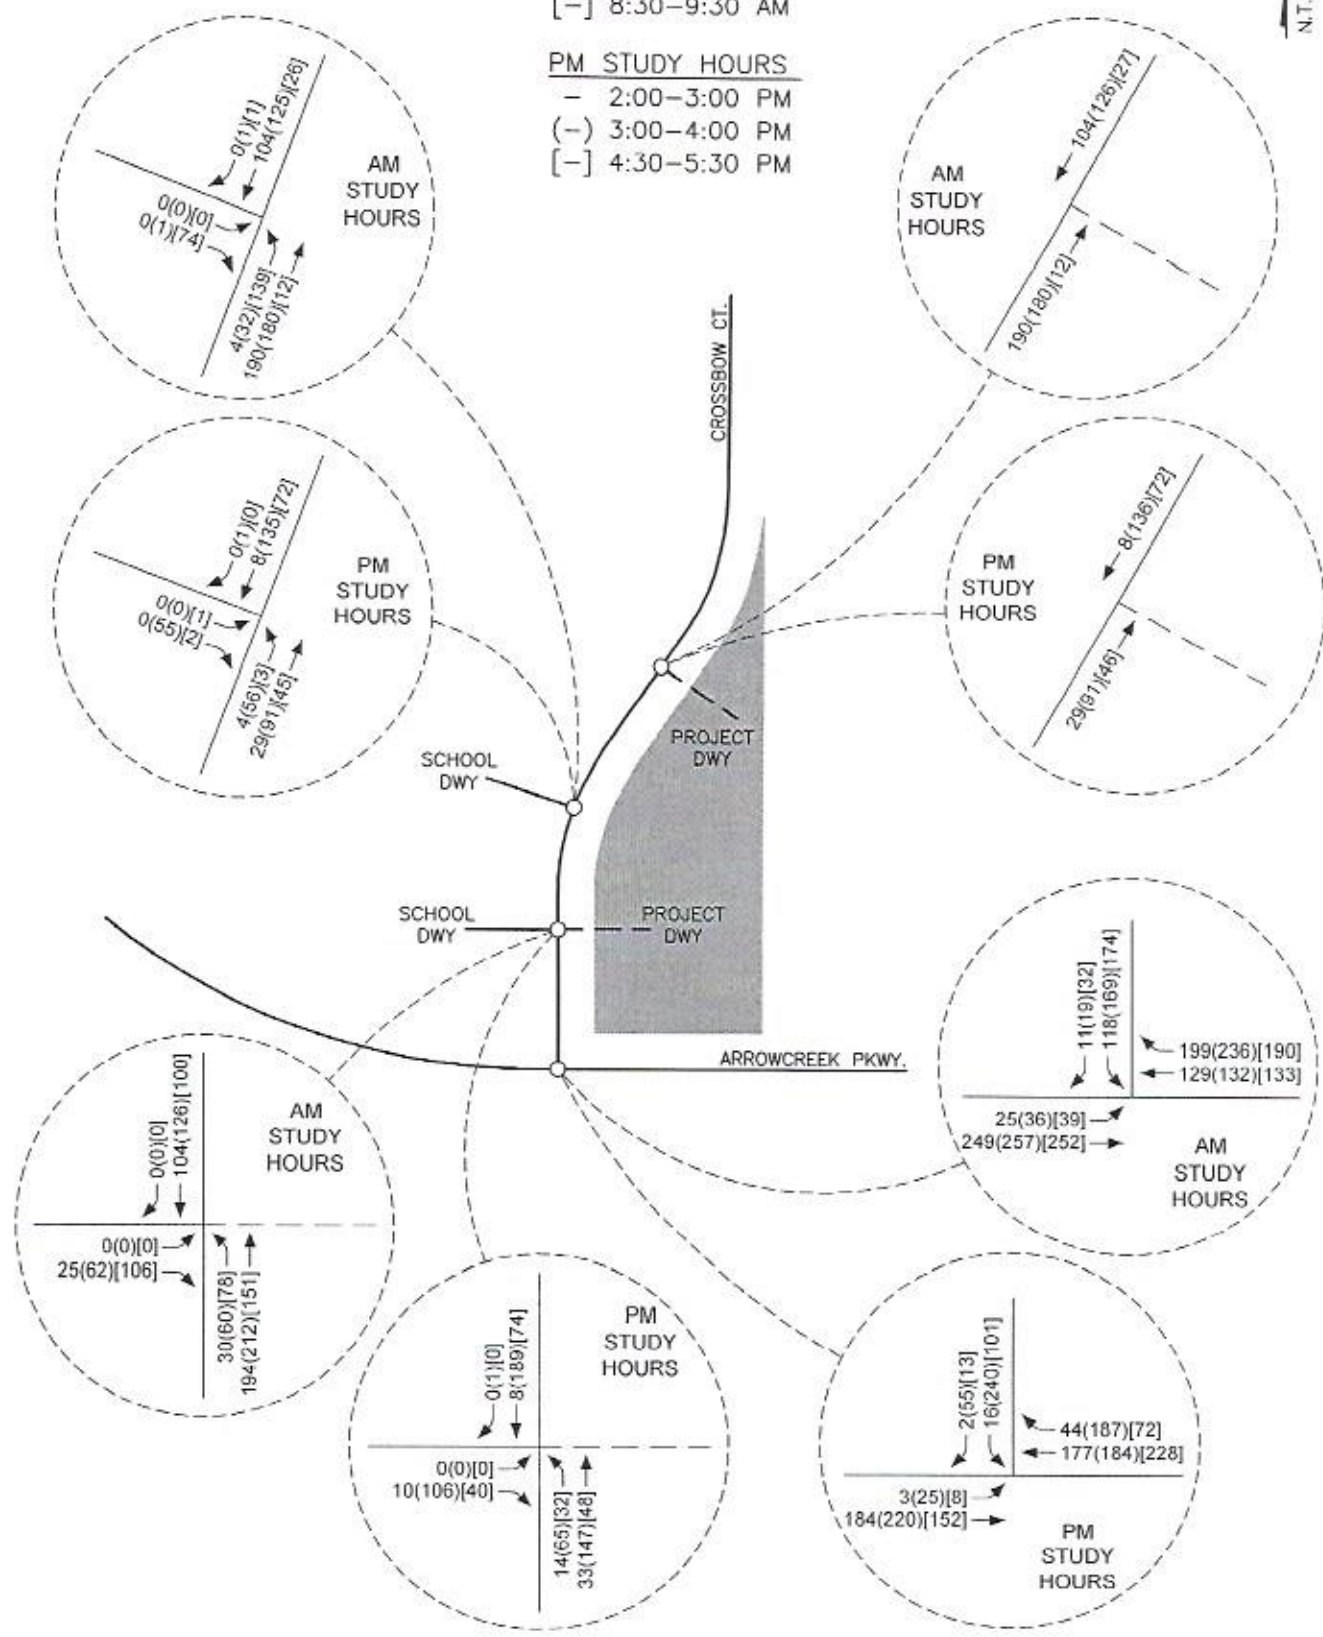 [-] 8:30-9:30 AM
N.T.
PM STUDY HOURS
- 2:00-3:00 PM
(-) 3:00-4:00 PM
[-] 4:30-5:30 PM
0(1)[1]
104(125)[26]
AM
STUDY
HOURS
0(0)[0]
0(1)[74]
4(32)[139]
190(180)[12]
104(126)[27]
AM
STUDY
HOURS
190(180)[12]
CROSSBOW CT.
0(1)[0]
8(135)[72]
PM
STUDY
HOURS
0(0)[1]
0(55)[2]
4(56)[3]
29(91)[45]
8(136)[72]
PM
STUDY
HOURS
29(91)[46]
PROJECT
DWY
SCHOOL
DWY
SCHOOL
DWY
PROJECT
DWY
ARROWCREEK PKWY.
11(19)[32]
118(169)[174]
199(236)[190]
129(132)[133]
25(36)[39]
249(257)[252]
AM
STUDY
HOURS
0(0)[0]
104(126)[100]
AM
STUDY
HOURS
0(0)[0]
25(62)[106]
30(60)[78]
194(212)[151]
0(1)[0]
8(189)[74]
PM
STUDY
HOURS
0(0)[0]
10(106)[40]
14(65)[32]
33(147)[48]
2(55)[13]
16(240)[101]
44(187)[72]
177(184)[228]
3(25)[8]
184(220)[152]
PM
STUDY
HOURS